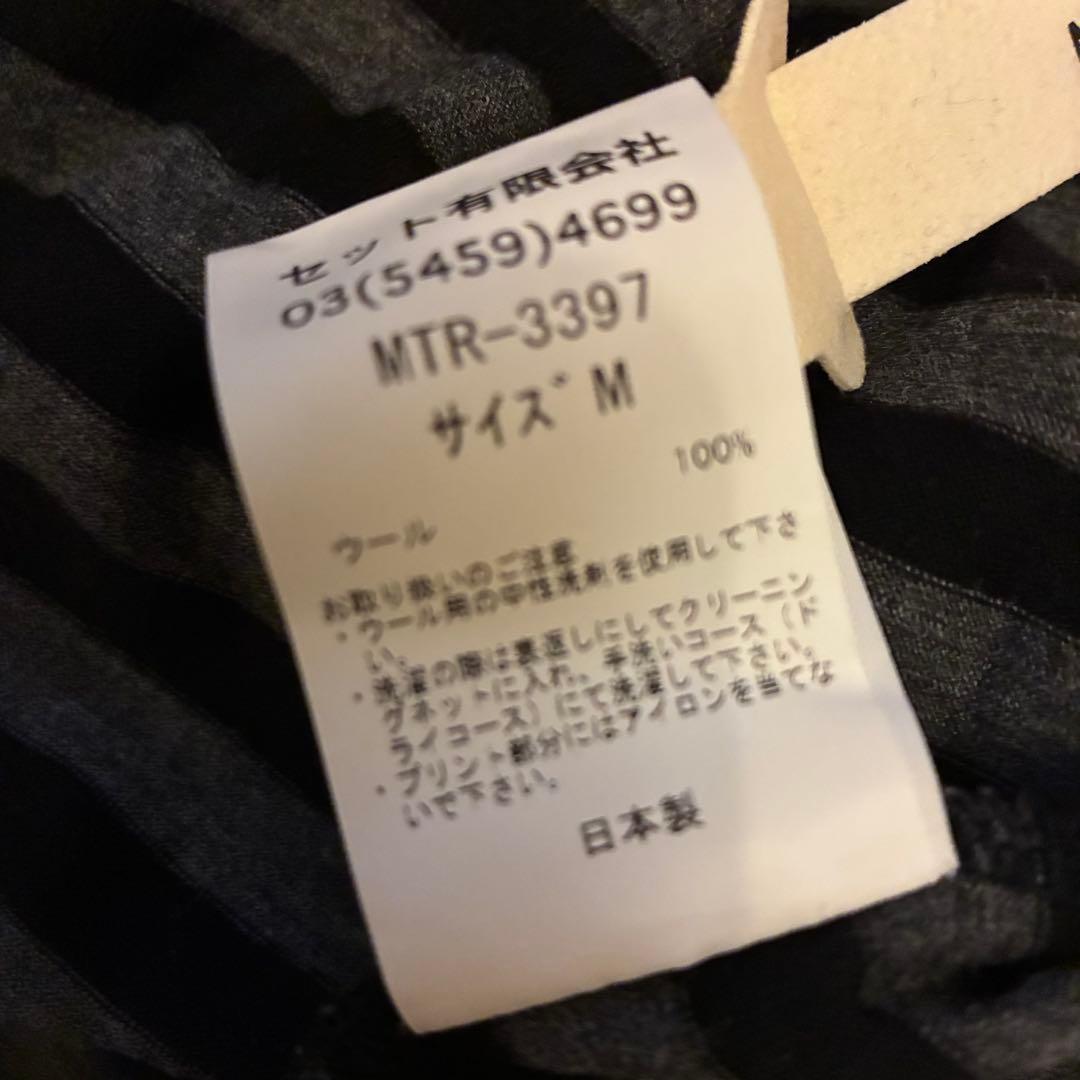 セット有限会社
03(5459)4699
MTR-3397
サイズ M
100%
ウール
お取り扱いのご注意
・ウール用の中性洗剤を使用して下さ
い。
・洗濯の際は裏返しにしてクリーニン
グネットに入れ、手洗いコース（ド
ライコース）にて洗濯して下さい。
・プリント部分にはアイロンを当てな
いで下さい。
日本製